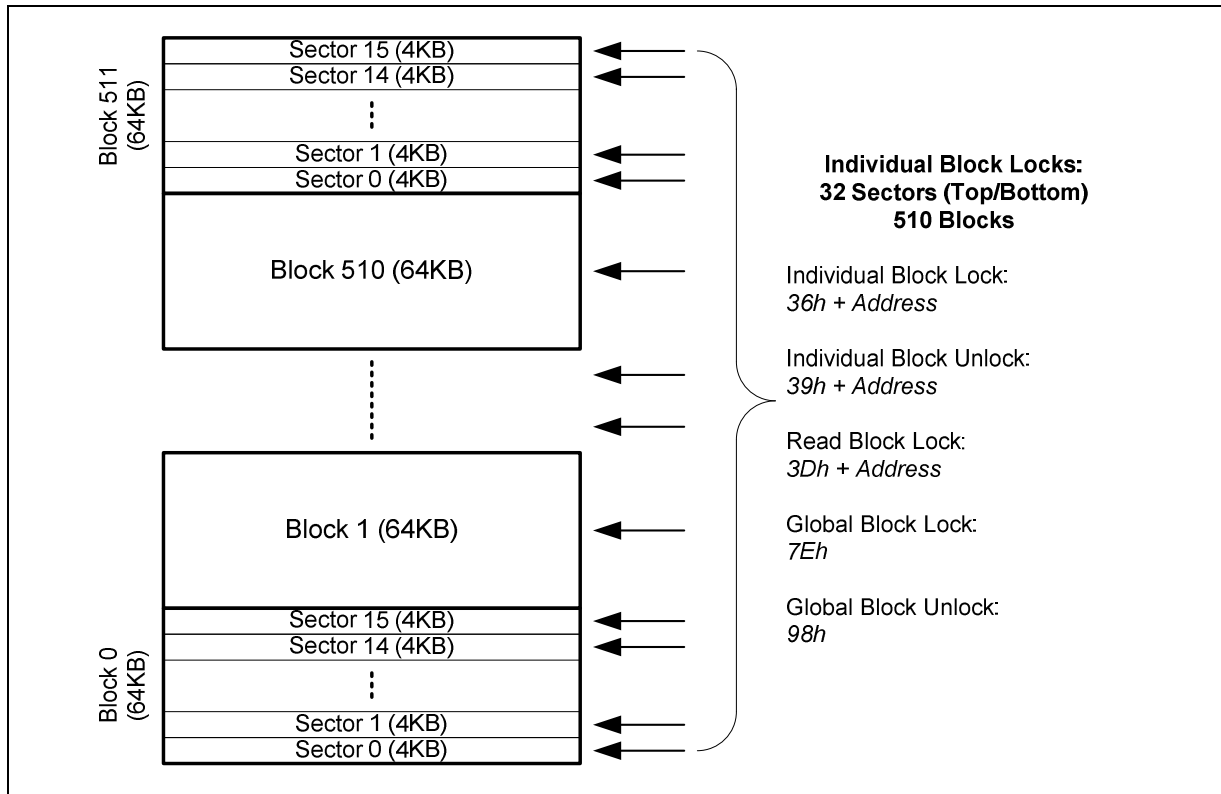 Block 511
(64KB)
Sector 15 (4KB)
Sector 14 (4KB)
Sector 1 (4KB)
Sector 0 (4KB)
Block 510 (64KB)
Block 1 (64KB)
Block 0
(64KB)
Sector 15 (4KB)
Sector 14 (4KB)
Sector 1 (4KB)
Sector 0 (4KB)
Individual Block Locks:
32 Sectors (Top/Bottom)
510 Blocks
Individual Block Lock:
36h + Address
Individual Block Unlock:
39h + Address
Read Block Lock:
3Dh + Address
Global Block Lock:
7Eh
Global Block Unlock:
98h